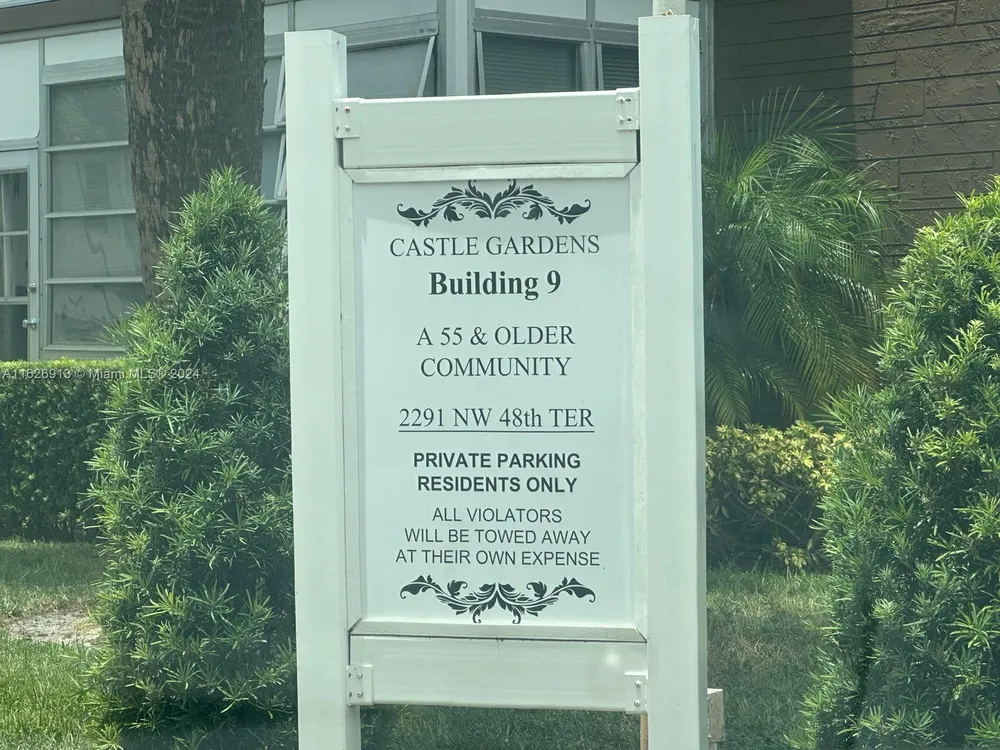 CASTLE GARDENS
Building 9
A 55 & OLDER
COMMUNITY
2291 NW 48th TER
PRIVATE PARKING
RESIDENTS ONLY
ALL VIOLATORS
WILL BE TOWED AWAY
AT THEIR OWN EXPENSE
A11626913 © Miami MLS® 2024